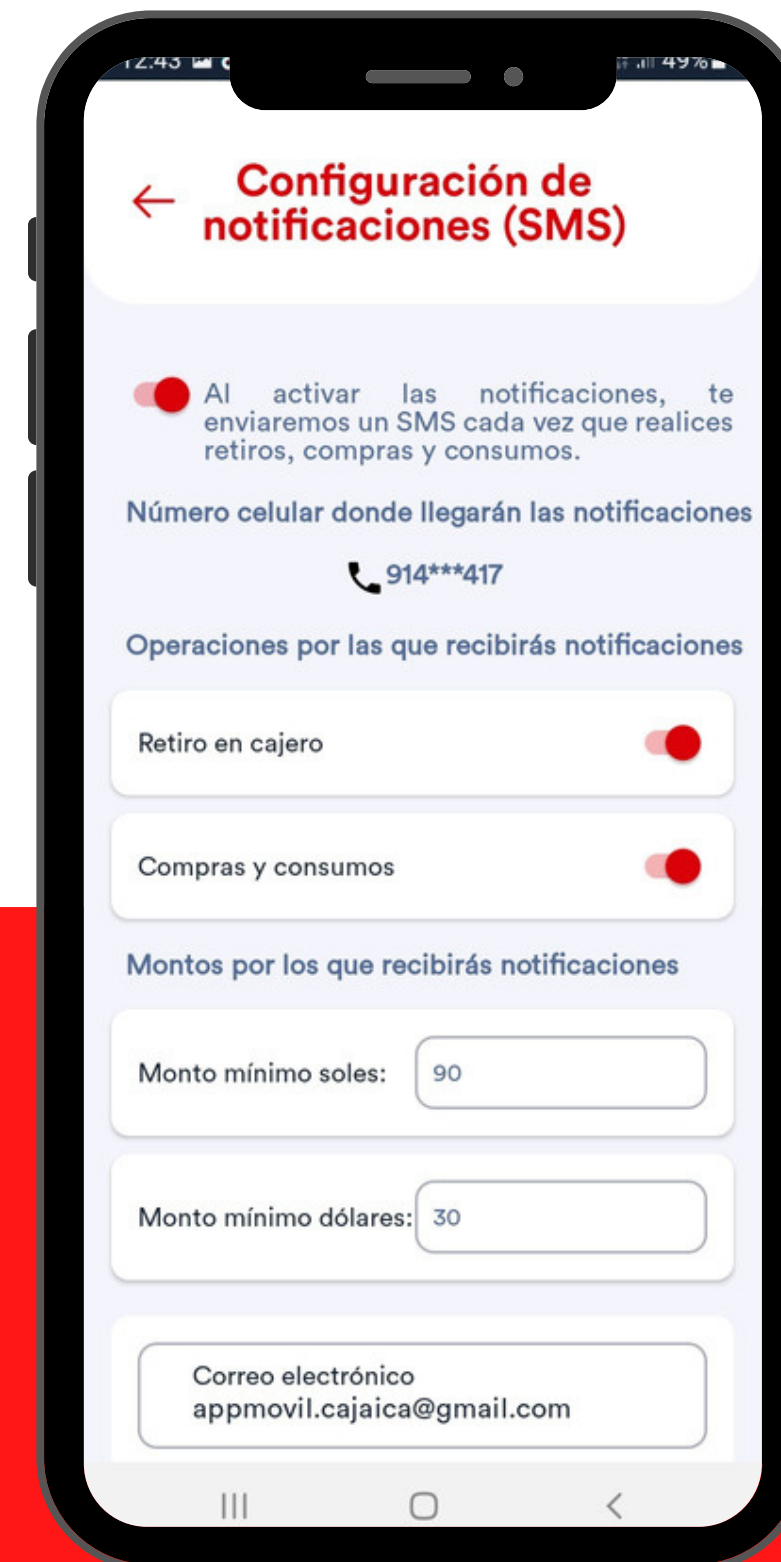 12:43
49%
Configuración de
notificaciones (SMS)
Al activar las notificaciones, te
enviaremos un SMS cada vez que realices
retiros, compras y consumos.
Número celular donde llegarán las notificaciones
914***417
Operaciones por las que recibirás notificaciones
Retiro en cajero
Compras y consumos
Montos por los que recibirás notificaciones
Monto mínimo soles: 90
Monto mínimo dólares: 30
Correo electrónico
appmovil.cajaica@gmail.com